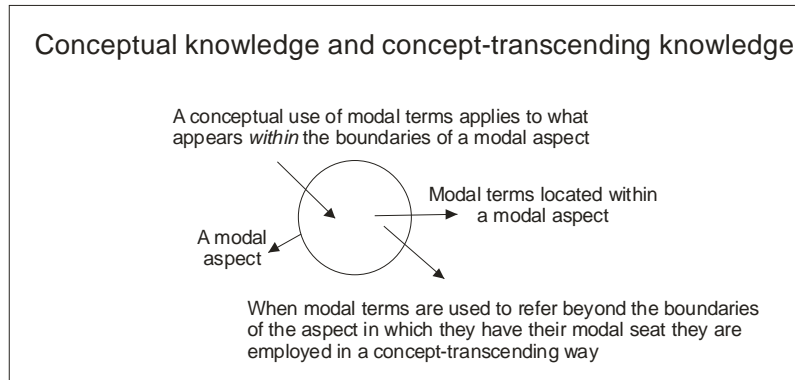 Conceptual knowledge and concept-transcending knowledge
A conceptual use of modal terms applies to what
appears within the boundaries of a modal aspect
Modal terms located within
a modal aspect
A modal
aspect
When modal terms are used to refer beyond the boundaries
of the aspect in which they have their modal seat they are
employed in a concept-transcending way